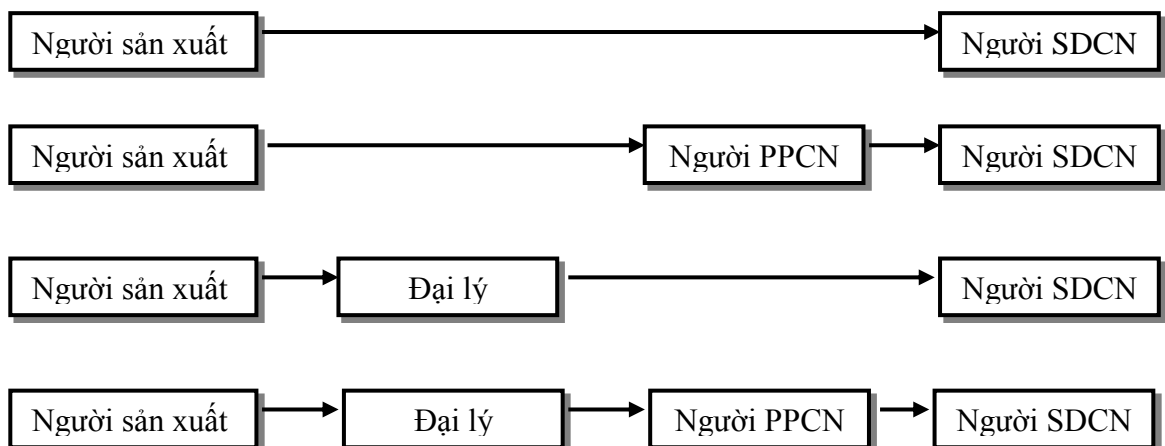 Người sản xuất Người SDCN
Người sản xuất Người PPCN Người SDCN
Người sản xuất Đại lý Người SDCN
Người sản xuất Đại lý Người PPCN Người SDCN